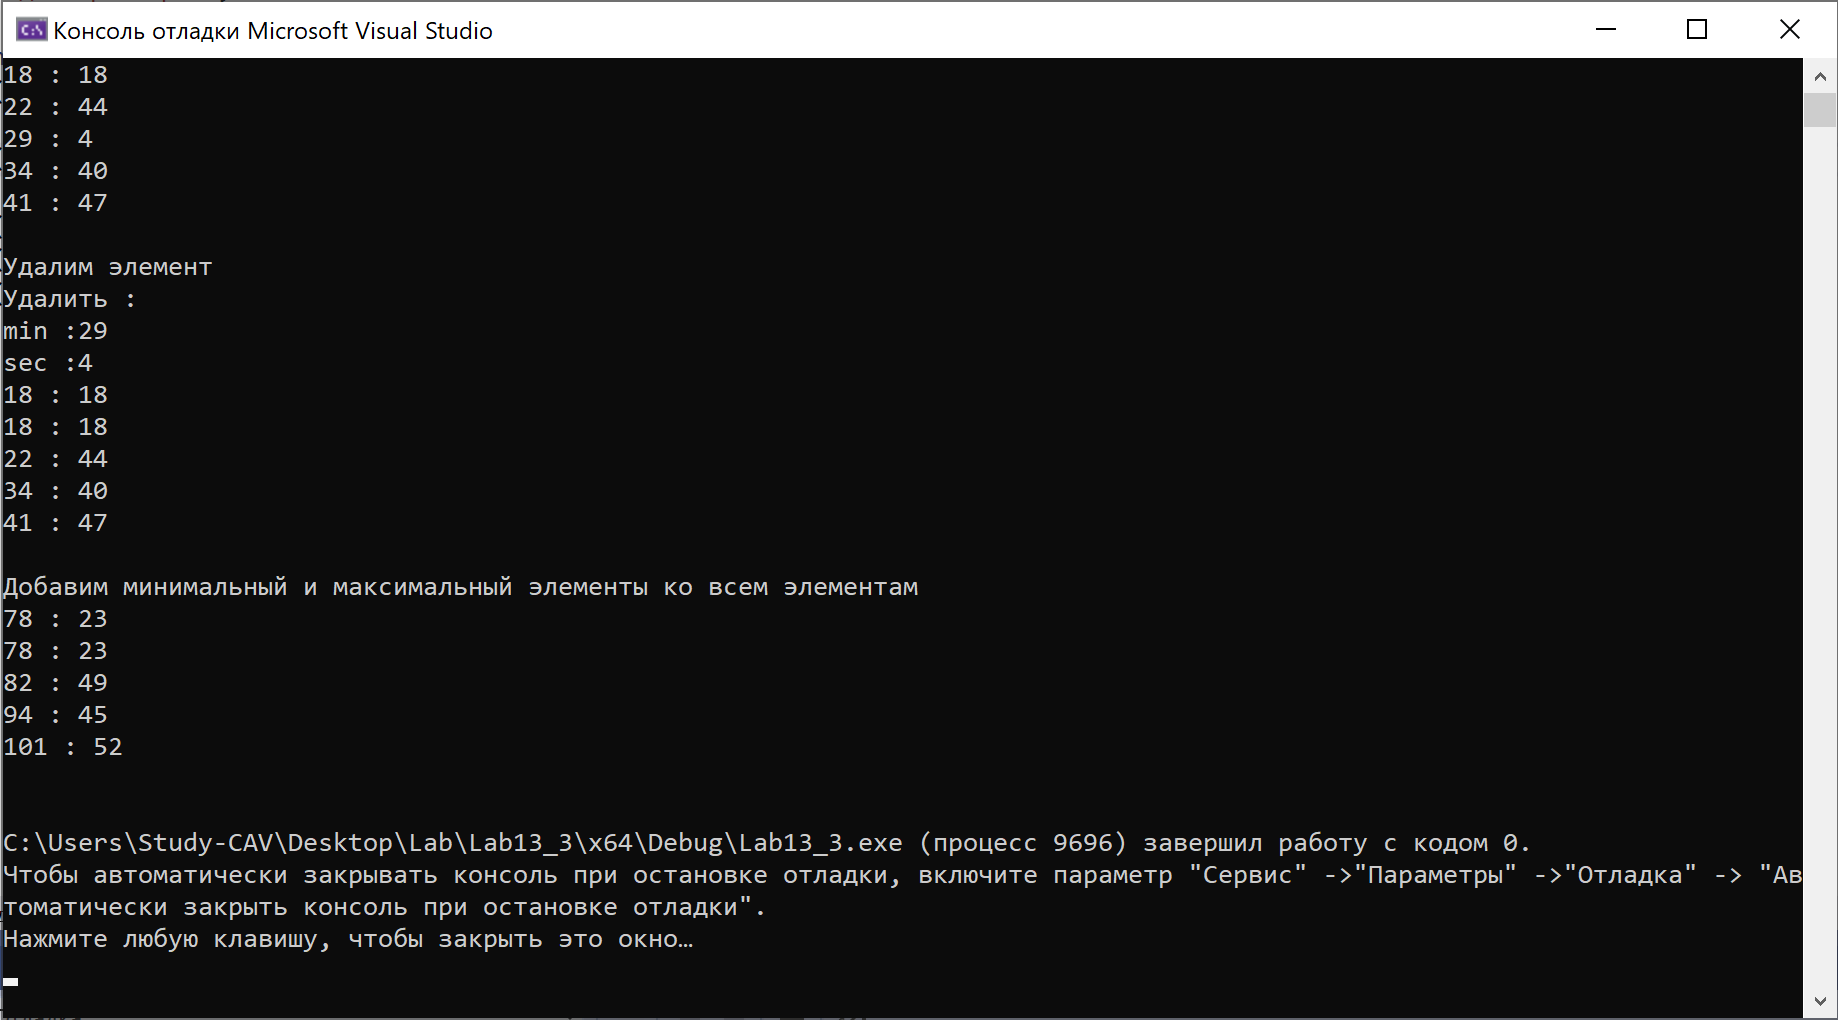 Консоль отладки Microsoft Visual Studio
18 : 18
22 : 44
29 : 4
34 : 40
41 : 47
Удалим элемент
Удалить :
min :29
sec :4
18 : 18
18 : 18
22 : 44
34 : 40
41 : 47
Добавим минимальный и максимальный элементы ко всем элементам
78 : 23
78 : 23
82 : 49
94 : 45
101 : 52
C:\Users\Study-CAV\Desktop\Lab\Lab13_3\x64\Debug\Lab13_3.exe (процесс 9696) завершил работу с кодом 0.
Чтобы автоматически закрывать консоль при остановке отладки, включите параметр "Сервис" ->"Параметры" ->"Отладка" -> "Ав
томатически закрыть консоль при остановке отладки".
Нажмите любую клавишу, чтобы закрыть это окно…